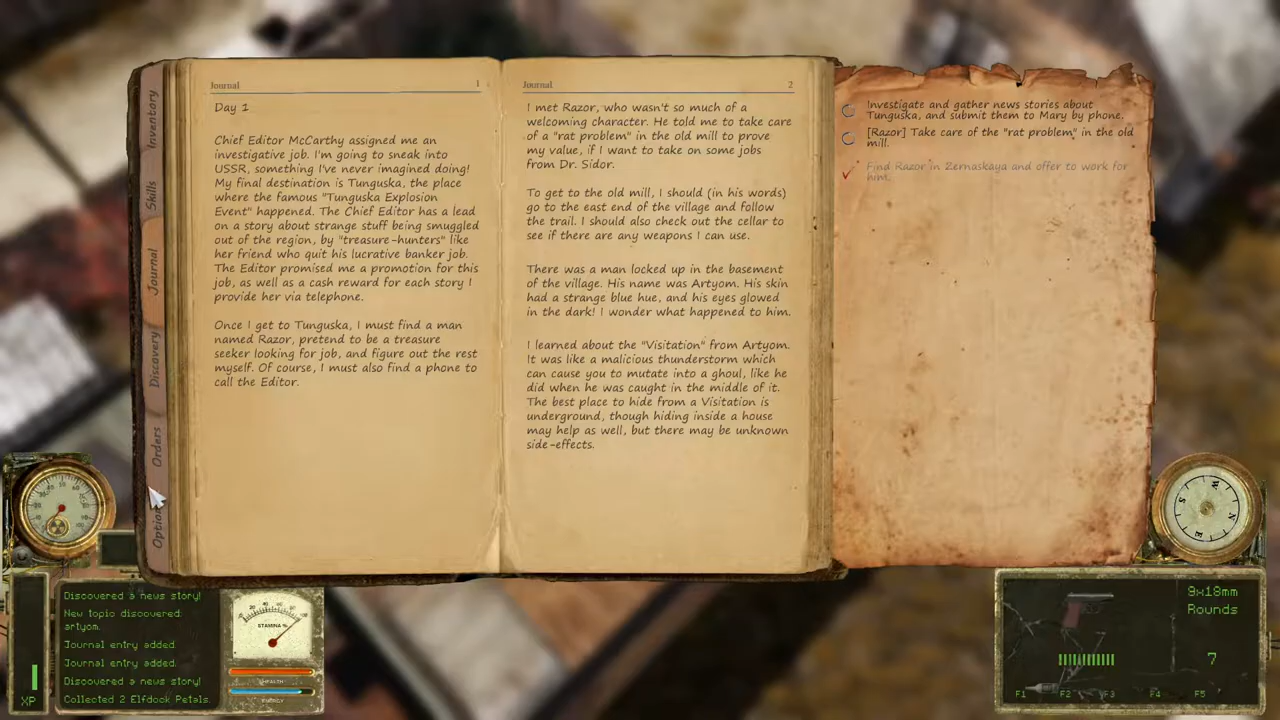 Inventory
Skills
Journal
Discovery
Orders
Journal
1
Day 1
Chief Editor McCarthy assigned me an
investigative job. I'm going to sneak into
USSR, something I've never imagined doing!
My final destination is Tunguska, the place
where the famous "Tunguska Explosion
Event" happened. The Chief Editor has a lead
on a story about strange stuff being smuggled
out of the region, by "treasure-hunters" like
her friend who quit his lucrative banker job.
The Editor promised me a promotion for this
job, as well as a cash reward for each story I
provide her via telephone.
Once I get to Tunguska, I must find a man
named Razor, pretend to be a treasure
seeker looking for job, and figure out the rest
myself. Of course, I must also find a phone to
call the Editor.
Journal
2
I met Razor, who wasn't so much of a
welcoming character. He told me to take care
of a "rat problem" in the old mill to prove
my value, if I want to take on some jobs
from Dr. Sidor.
To get to the old mill, I should (in his words)
go to the east end of the village and follow
the trail. I should also check out the cellar to
see if there are any weapons I can use.
There was a man locked up in the basement
of the village. His name was Artyom. His skin
had a strange blue hue, and his eyes glowed
in the dark! I wonder what happened to him.
I learned about the "Visitation" from Artyom.
It was like a malicious thunderstorm which
can cause you to mutate into a ghoul, like he
did when he was caught in the middle of it.
The best place to hide from a Visitation is
underground, though hiding inside a house
may help as well, but there may be unknown
side-effects.
Investigate and gather news stories about
Tunguska, and submit them to Mary by phone.
[Razor] Take care of the "rat problem" in the old
mill.
Find Razor in Zernaskaya and offer to work for
him.
Discovered a news story!
New topic discovered:
artyom.
Journal entry added.
Journal entry added.
Discovered a news story!
Collected 2 Elfdock Petals.
XP
STAMINA %
HEALTH
ENERGY
9x18mm
Rounds
7
F1 F2 F3 F4 F5